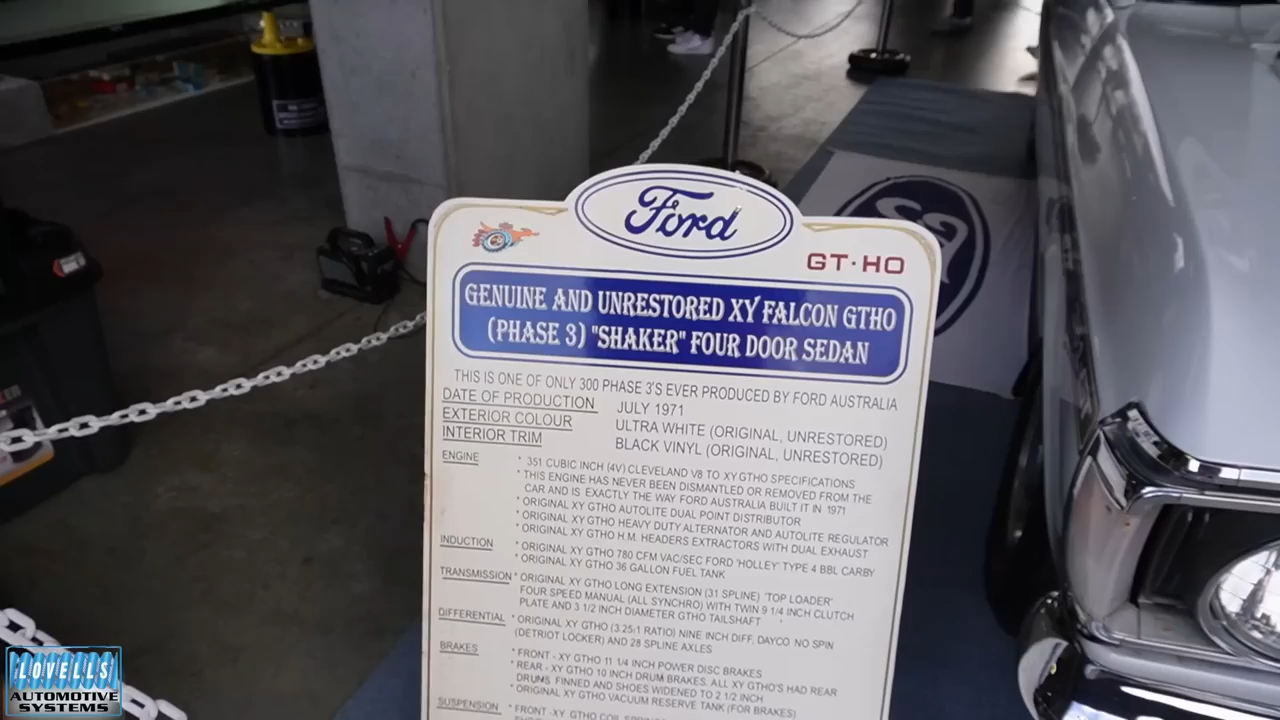 Ford
GT·HO
GENUINE AND UNRESTORED XY FALCON GTHO
(PHASE 3) "SHAKER" FOUR DOOR SEDAN
THIS IS ONE OF ONLY 300 PHASE 3'S EVER PRODUCED BY FORD AUSTRALIA
DATE OF PRODUCTION JULY 1971
EXTERIOR COLOUR ULTRA WHITE (ORIGINAL, UNRESTORED)
INTERIOR TRIM BLACK VINYL (ORIGINAL, UNRESTORED)
ENGINE * 351 CUBIC INCH (4V) CLEVELAND V8 TO XY GTHO SPECIFICATIONS
* THIS ENGINE HAS NEVER BEEN DISMANTLED OR REMOVED FROM THE
CAR AND IS EXACTLY THE WAY FORD AUSTRALIA BUILT IT IN 1971
* ORIGINAL XY GTHO AUTOLITE DUAL POINT DISTRIBUTOR
* ORIGINAL XY GTHO HEAVY DUTY ALTERNATOR AND AUTOLITE REGULATOR
* ORIGINAL XY GTHO H.M. HEADERS EXTRACTORS WITH DUAL EXHAUST
INDUCTION * ORIGINAL XY GTHO 780 CFM VAC/SEC FORD 'HOLLEY' TYPE 4 BBL CARBY
* ORIGINAL XY GTHO 36 GALLON FUEL TANK
TRANSMISSION * ORIGINAL XY GTHO LONG EXTENSION (31 SPLINE) 'TOP LOADER'
FOUR SPEED MANUAL (ALL SYNCHRO) WITH TWIN 9 1/4 INCH CLUTCH
PLATE AND 3 1/2 INCH DIAMETER GTHO TAILSHAFT
DIFFERENTIAL * ORIGINAL XY GTHO (3.25:1 RATIO) NINE INCH DIFF, DAYCO NO SPIN
(DETRIOT LOCKER) AND 28 SPLINE AXLES
BRAKES * FRONT - XY GTHO 11 1/4 INCH POWER DISC BRAKES
* REAR - XY GTHO 10 INCH DRUM BRAKES. ALL XY GTHO'S HAD REAR
DRUMS FINNED AND SHOES WIDENED TO 2 1/2 INCH
* ORIGINAL XY GTHO VACUUM RESERVE TANK (FOR BRAKES)
SUSPENSION * FRONT -XY GTHO COIL
LOVELLS
AUTOMOTIVE
SYSTEMS